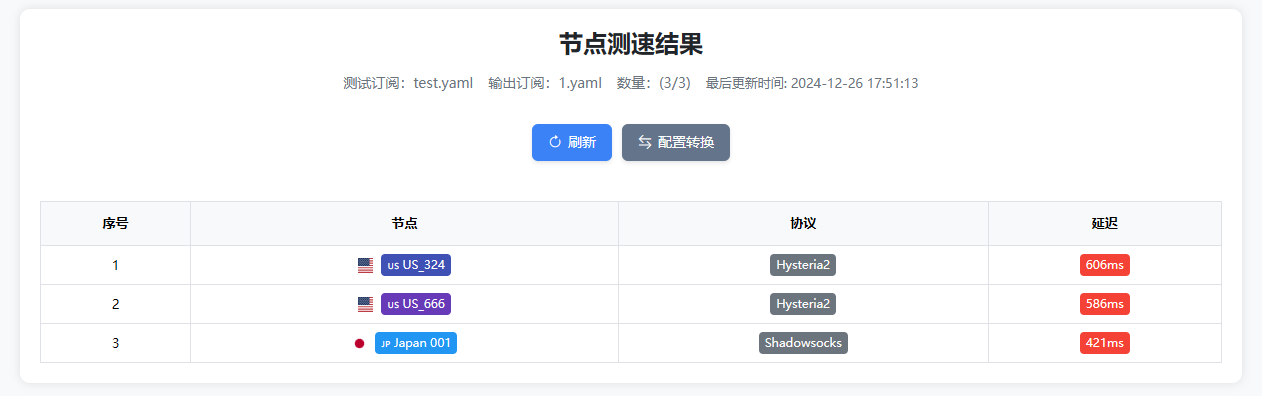 节点测速结果
测试订阅：test.yaml 输出订阅：1.yaml 数量：(3/3) 最后更新时间: 2024-12-26 17:51:13
刷新 配置转换
序号 节点 协议 延迟
1 us US_324 Hysteria2 606ms
2 us US_666 Hysteria2 586ms
3 JP Japan 001 Shadowsocks 421ms